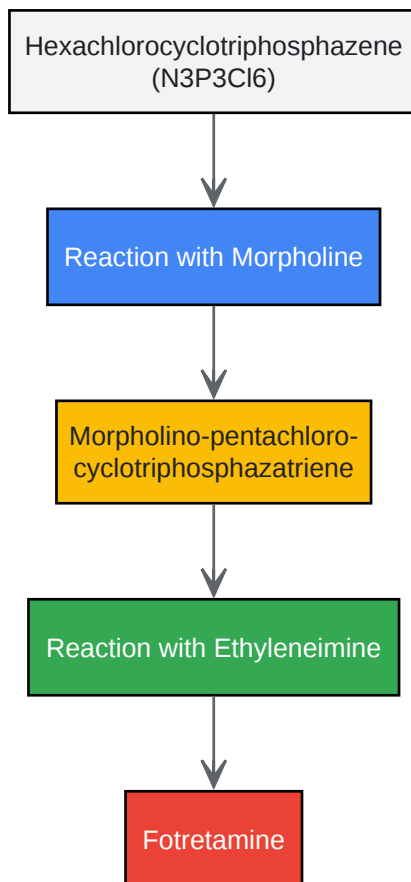 Hexachlorocyclotriphosphazene
(N3P3Cl6)
Reaction with Morpholine
Morpholino-pentachloro-
cyclotriphosphazatriene
Reaction with Ethyleneimine
Fotretamine